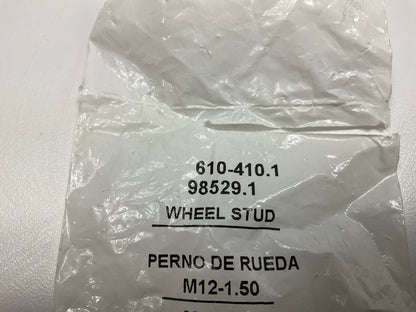 610-410.1
98529.1
WHEEL STUD
PERNO DE RUEDA
M12-1.50